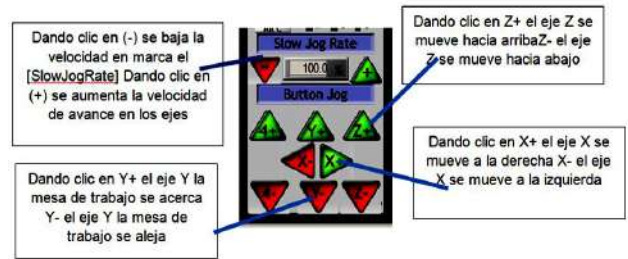 Dando clic en (-) se baja la
velocidad en marca el
[SlowJogRate] Dando clic en
(+) se aumenta la velocidad
de avance en los ejes
Dando clic en Z+ el eje Z se
mueve hacia arribaZ- el eje
Z se mueve hacia abajo
Slow Jog Rate
-
100.0
+
Button Jog
Y+
Z+
X-
X+
Y-
Z-
Dando clic en X+ el eje X se
mueve a la derecha X- el eje
X se mueve a la izquierda
Dando clic en Y+ el eje Y la
mesa de trabajo se acerca
Y- el eje Y la mesa de
trabajo se aleja